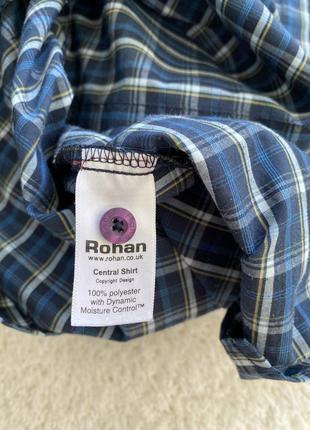 Rohan
www.rohan.co.uk
Central Shirt
Copyright Design
100% polyester
with Dynamic
Moisture Control™